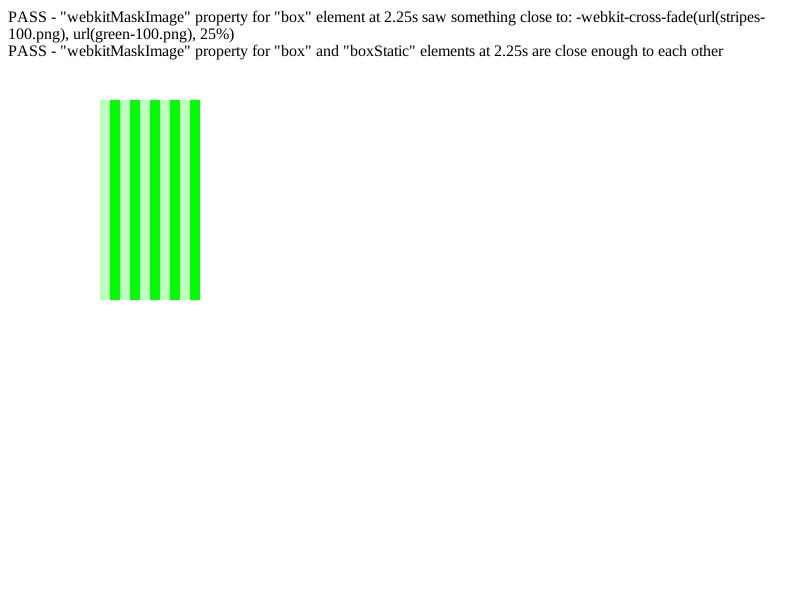 PASS - "webkitMaskImage" property for "box" element at 2.25s saw something close to: -webkit-cross-fade(url(stripes-
100.png), url(green-100.png), 25%)
PASS - "webkitMaskImage" property for "box" and "boxStatic" elements at 2.25s are close enough to each other